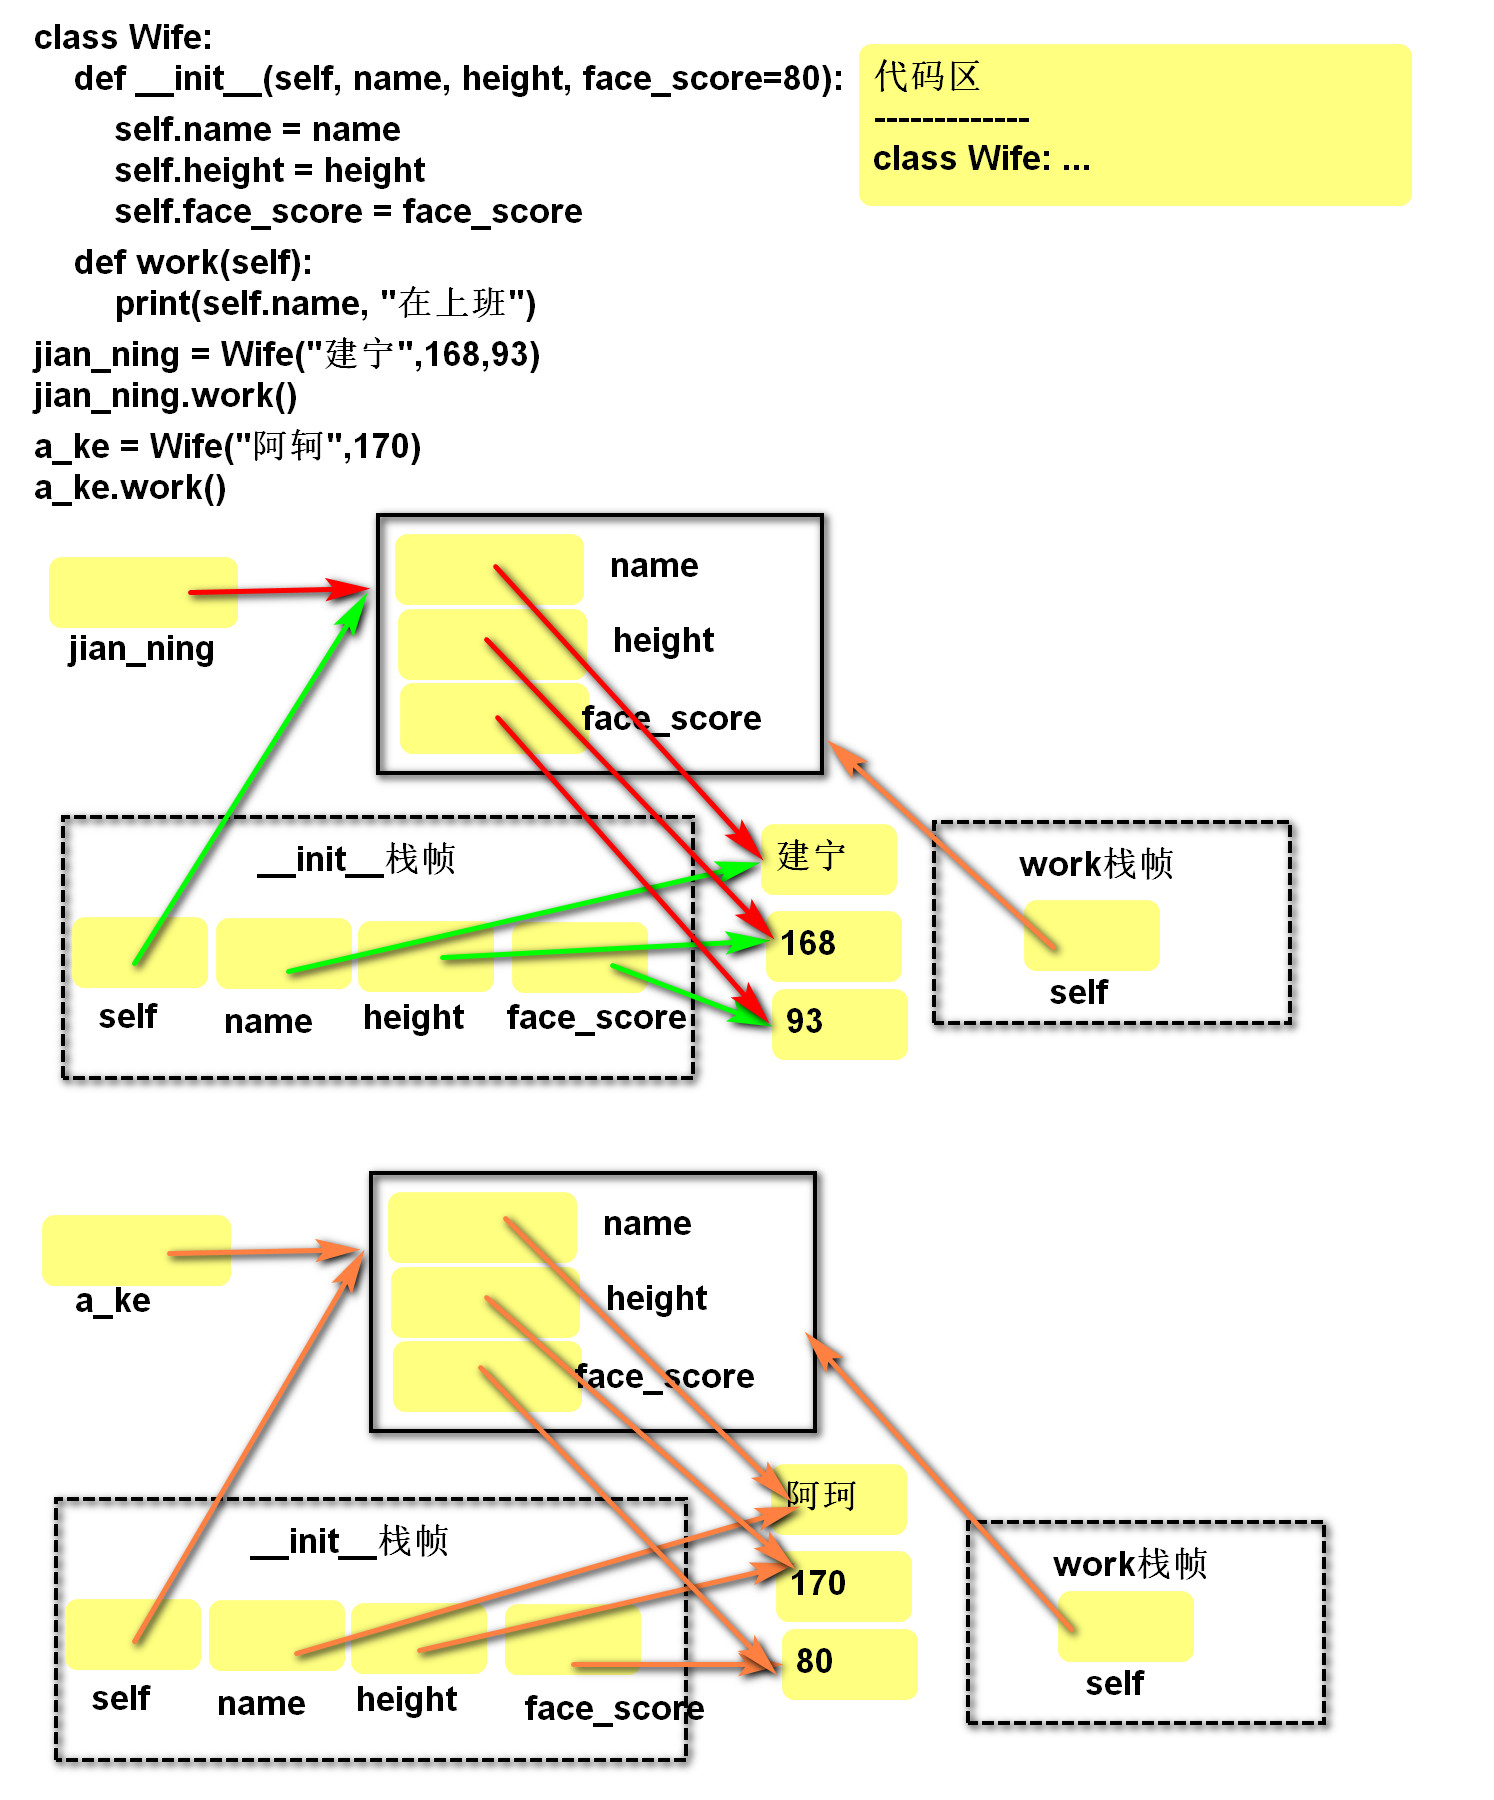 class Wife:
def __init__(self, name, height, face_score=80):
self.name = name
self.height = height
self.face_score = face_score
def work(self):
print(self.name, "在上班")
jian_ning = Wife("建宁",168,93)
jian_ning.work()
a_ke = Wife("阿轲",170)
a_ke.work()
代码区
-------------
class Wife: ...
jian_ning
name
height
face_score
__init__栈帧
self
name
height
face_score
建宁
168
93
work栈帧
self
a_ke
name
height
face_score
__init__栈帧
self
name
height
face_score
阿珂
170
80
work栈帧
self